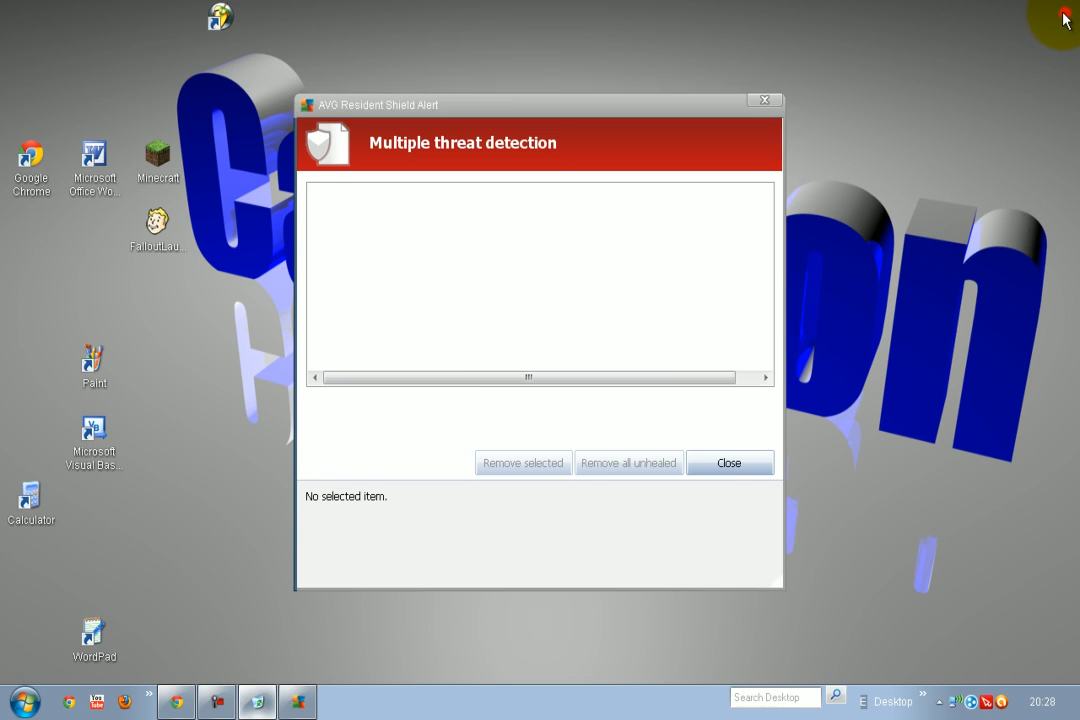 AVG Resident Shield Alert
Multiple threat detection
Google
Chrome
Microsoft
Office Wo...
Minecraft
FalloutLau...
Paint
Microsoft
Visual Bas...
Calculator
WordPad
Remove selected
Remove all unhealed
Close
No selected item.
Search Desktop
Desktop
20:28